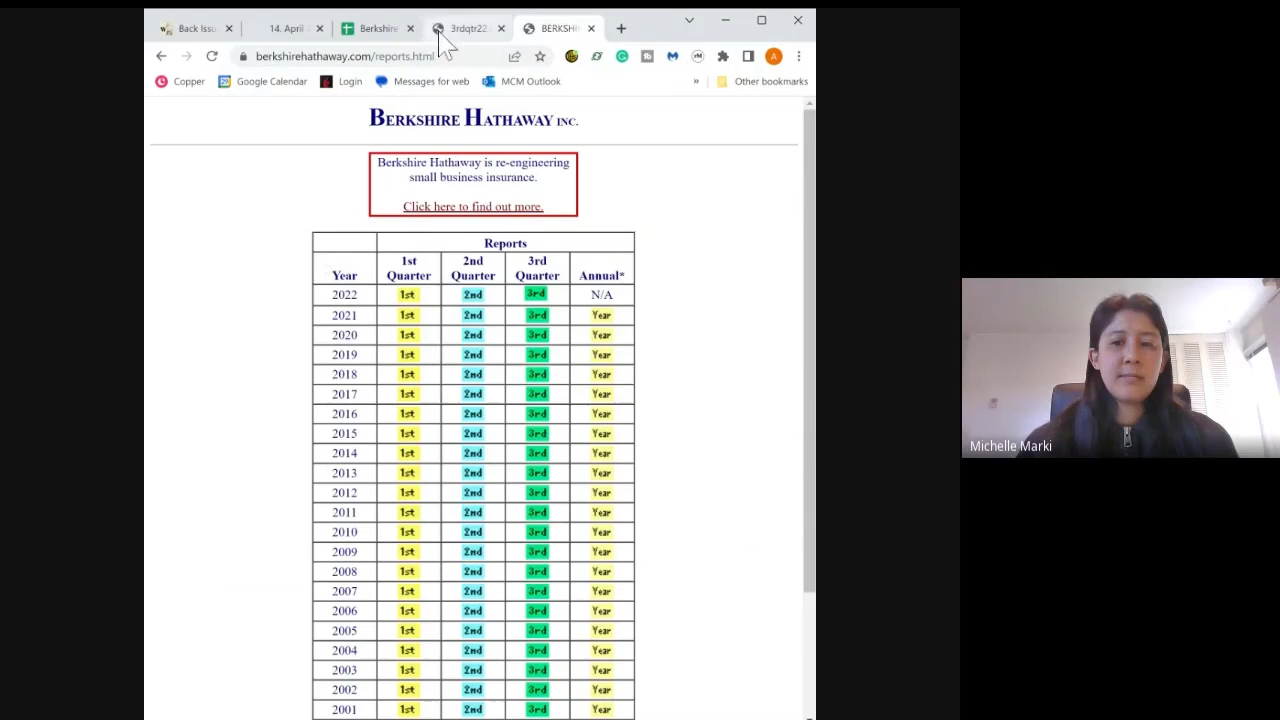 Back Issu
14. April
Berkshire
3rdqtr22
BERKSHI
berkshirehathaway.com/reports.html
A
Copper
Google Calendar
Login
Messages for web
MCM Outlook
»
Other bookmarks
BERKSHIRE HATHAWAY INC.
Berkshire Hathaway is re-engineering
small business insurance.
Click here to find out more.
Reports
Year 1st Quarter 2nd Quarter 3rd Quarter Annual*
2022 1st 2nd 3rd N/A
2021 1st 2nd 3rd Year
2020 1st 2nd 3rd Year
2019 1st 2nd 3rd Year
2018 1st 2nd 3rd Year
2017 1st 2nd 3rd Year
2016 1st 2nd 3rd Year
2015 1st 2nd 3rd Year
2014 1st 2nd 3rd Year
2013 1st 2nd 3rd Year
2012 1st 2nd 3rd Year
2011 1st 2nd 3rd Year
2010 1st 2nd 3rd Year
2009 1st 2nd 3rd Year
2008 1st 2nd 3rd Year
2007 1st 2nd 3rd Year
2006 1st 2nd 3rd Year
2005 1st 2nd 3rd Year
2004 1st 2nd 3rd Year
2003 1st 2nd 3rd Year
2002 1st 2nd 3rd Year
2001 1st 2nd 3rd Year
Michelle Marki